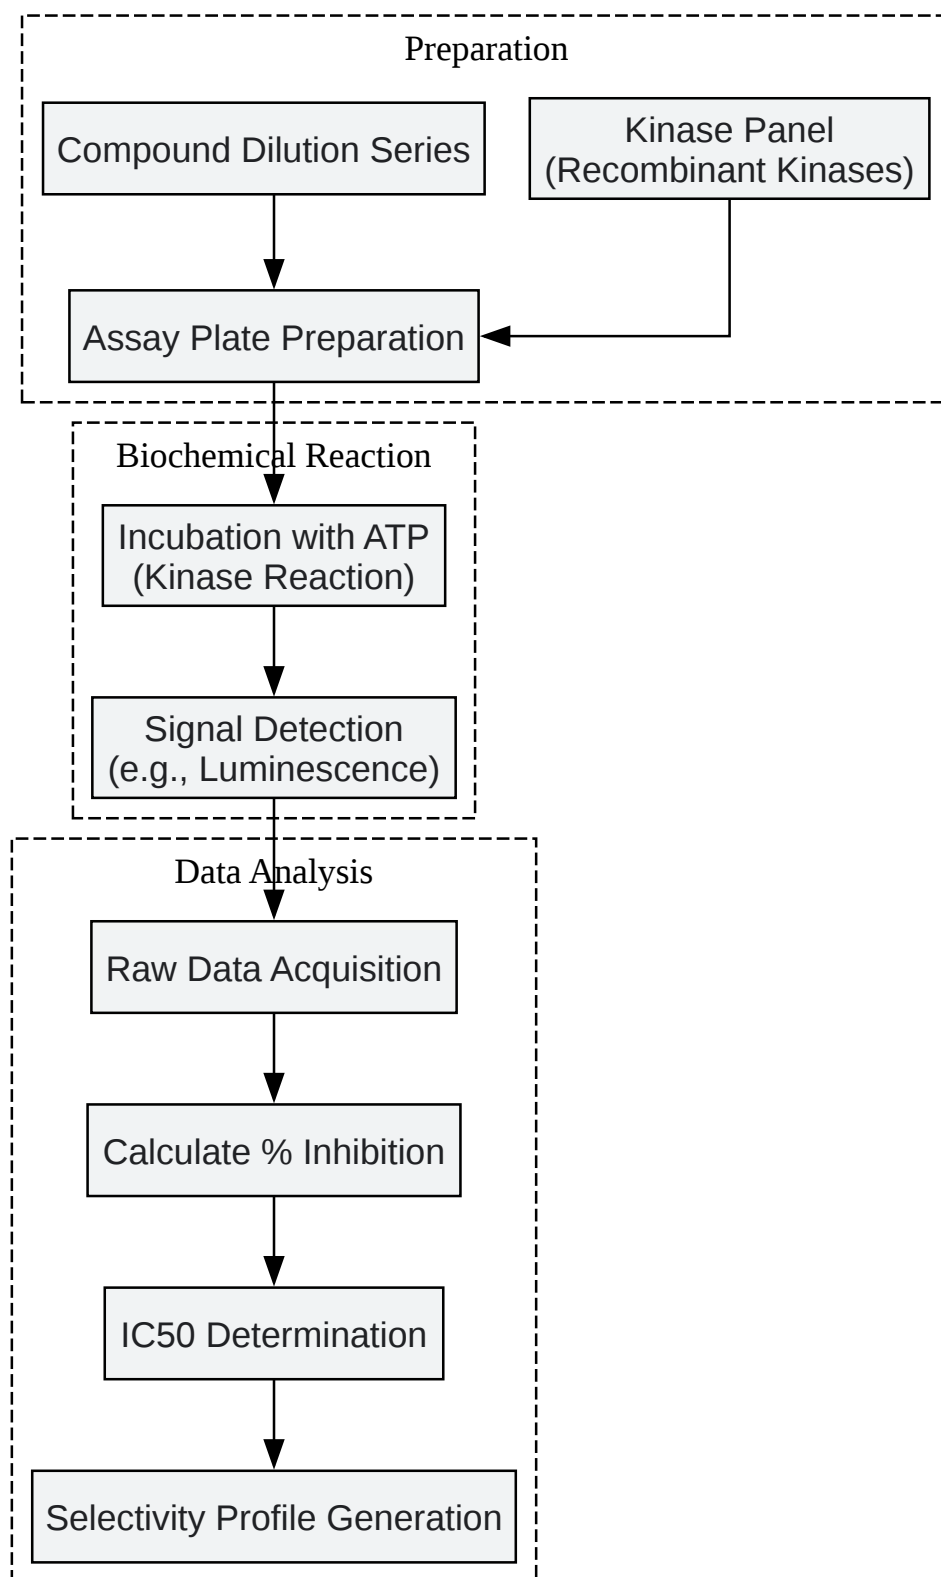 Preparation
Compound Dilution Series
Kinase Panel
(Recombinant Kinases)
Assay Plate Preparation
Biochemical Reaction
Incubation with ATP
(Kinase Reaction)
Signal Detection
(e.g., Luminescence)
Data Analysis
Raw Data Acquisition
Calculate % Inhibition
IC50 Determination
Selectivity Profile Generation